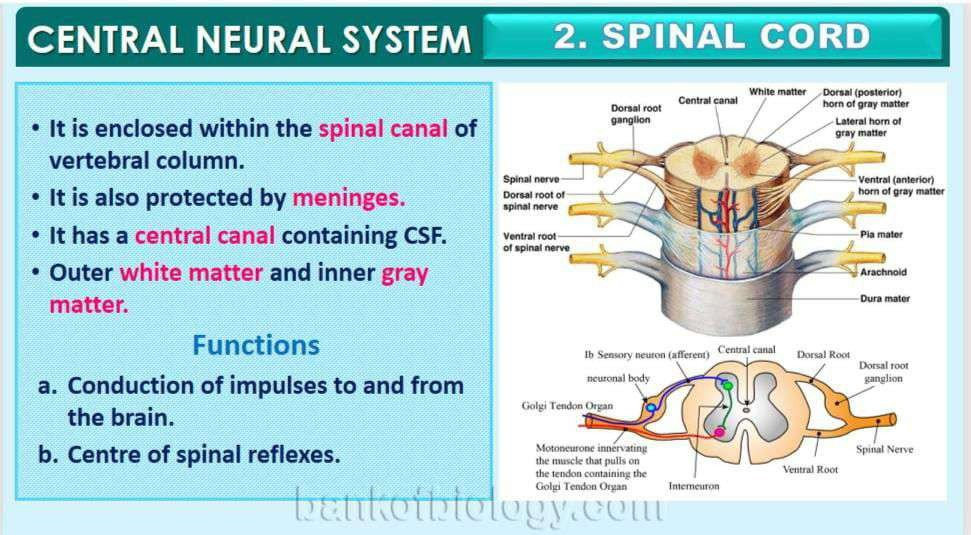 CENTRAL NEURAL SYSTEM
2. SPINAL CORD
• It is enclosed within the spinal canal of
vertebral column.
• It is also protected by meninges.
• It has a central canal containing CSF.
• Outer white matter and inner gray
matter.
Functions
a. Conduction of impulses to and from
the brain.
b. Centre of spinal reflexes.
Dorsal root
ganglion
Central canal
White matter
Dorsal (posterior)
horn of gray matter
Lateral horn of
gray matter
Spinal nerve
Dorsal root of
spinal nerve
Ventral root
of spinal nerve
Ventral (anterior)
horn of gray matter
Pia mater
Arachnoid
Dura mater
Ib Sensory neuron (afferent)
Central canal
Dorsal Root
Dorsal root
ganglion
neuronal body
Golgi Tendon Organ
Motoneurone innervating
the muscle that pulls on
the tendon containing the
Golgi Tendon Organ
Interneuron
Ventral Root
Spinal Nerve
bankofbiology.com